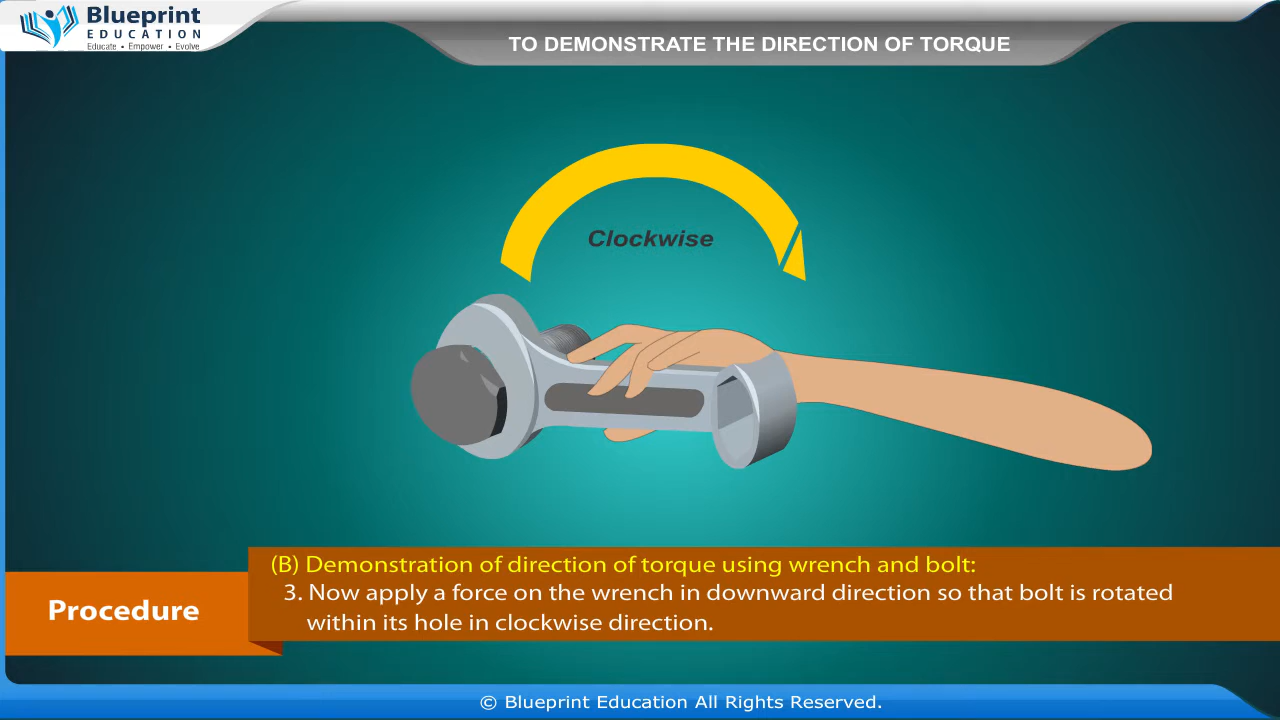 Blueprint
EDUCATION
Educate • Empower • Evolve
TO DEMONSTRATE THE DIRECTION OF TORQUE
Clockwise
(B) Demonstration of direction of torque using wrench and bolt:
3. Now apply a force on the wrench in downward direction so that bolt is rotated
within its hole in clockwise direction.
Procedure
© Blueprint Education All Rights Reserved.